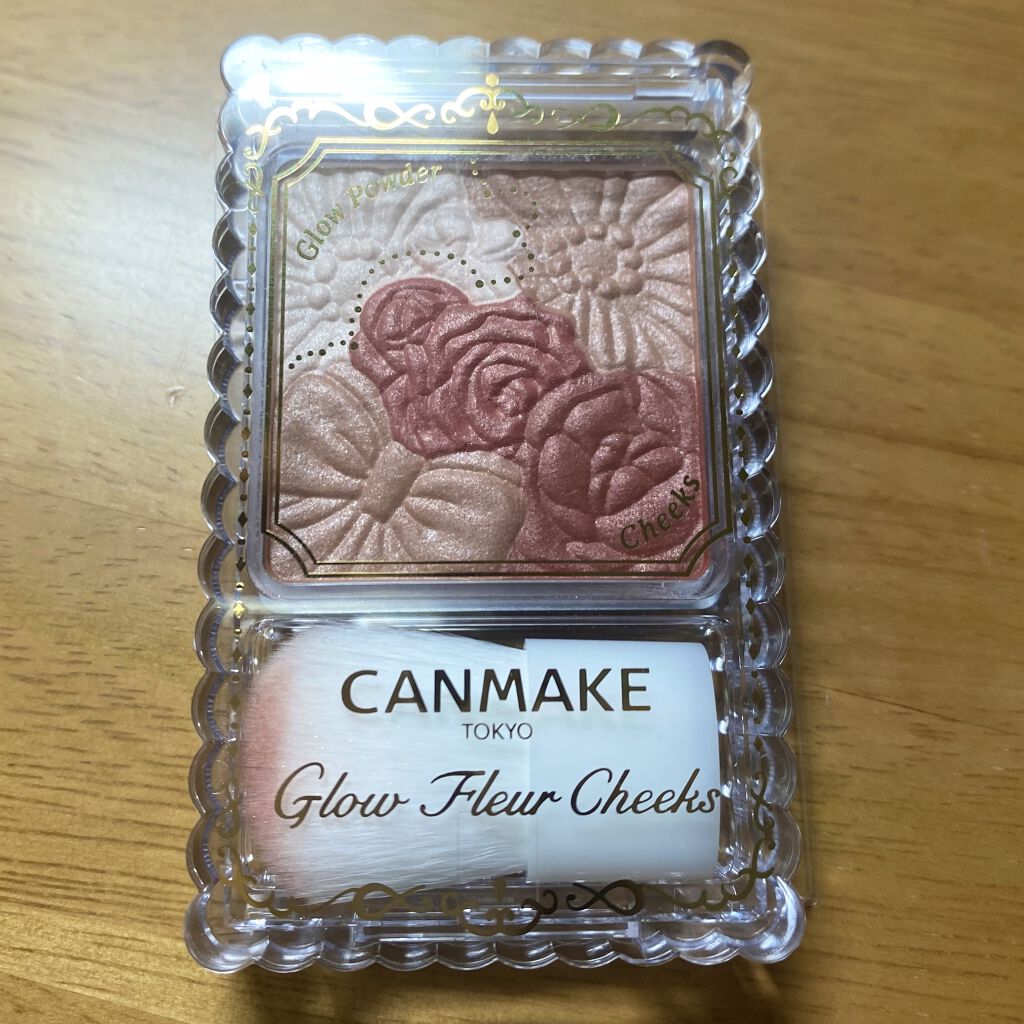 Glow Powder
Cheeks
CANMAKE
TOKYO
Glow Fleur Cheeks